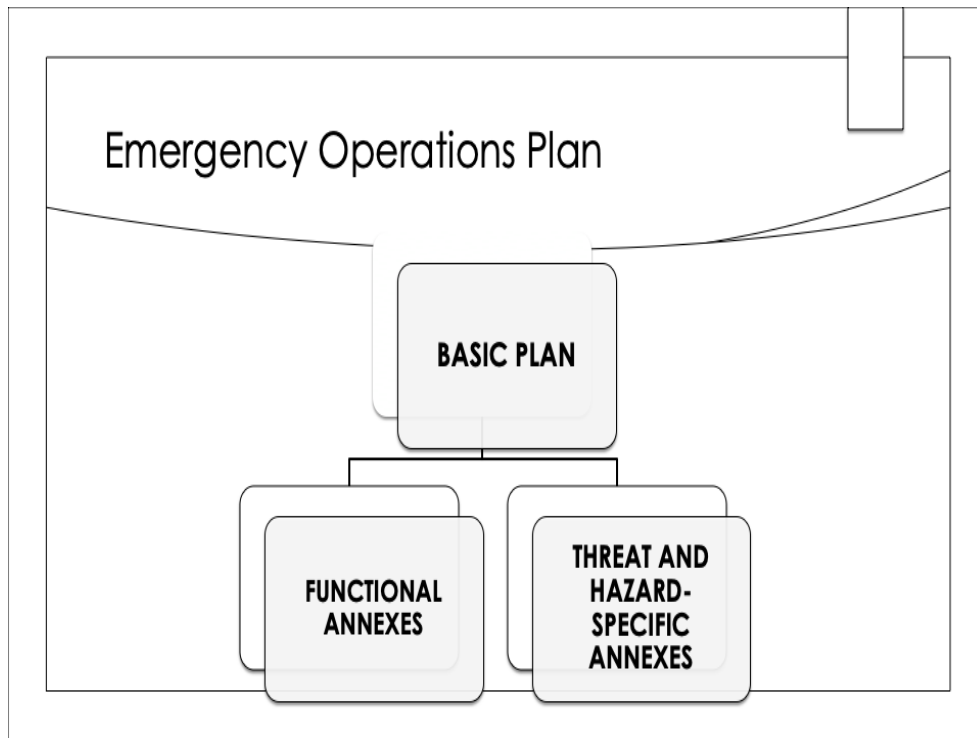 Emergency Operations Plan
BASIC PLAN
FUNCTIONAL
ANNEXES
THREAT AND
HAZARD-
SPECIFIC
ANNEXES